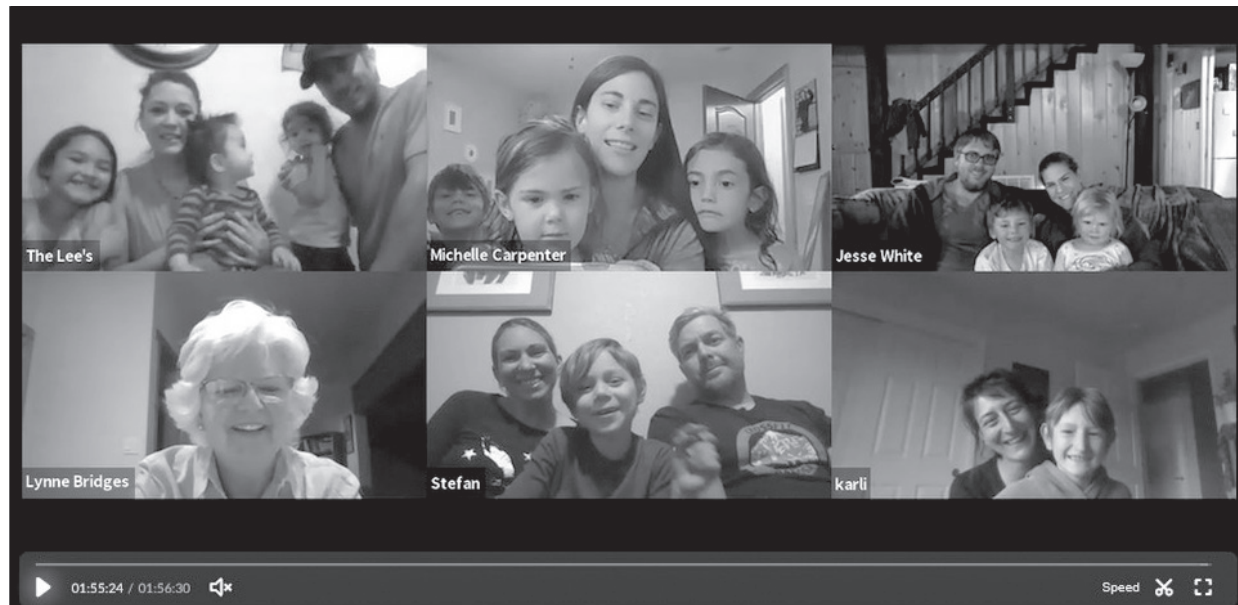 The Lee's
Michelle Carpenter
Jesse White
Lynne Bridges
Stefan
karli
01:55:24 / 01:56:30
Speed